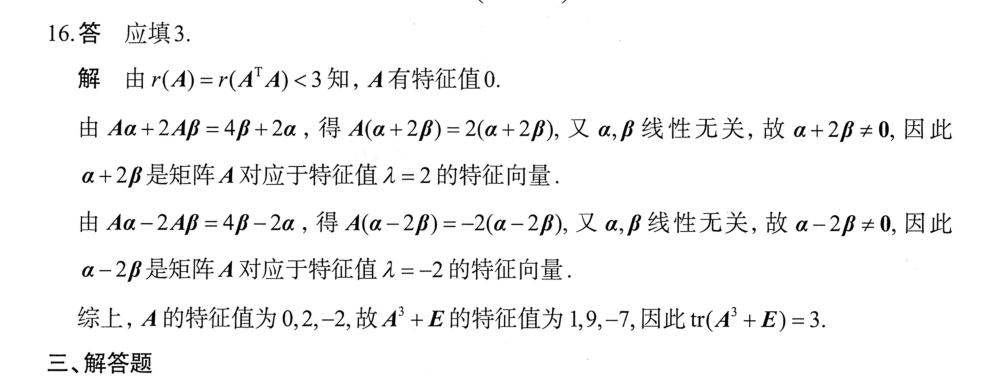 16.答 应填3.
解 由 r(A)=r(AᵀA)<3 知, A 有特征值0.
由 Aα+2Aβ=4β+2α , 得 A(α+2β)=2(α+2β), 又 α,β 线性无关, 故 α+2β≠0, 因此
α+2β 是矩阵 A 对应于特征值 λ=2 的特征向量.
由 Aα-2Aβ=4β-2α , 得 A(α-2β)=-2(α-2β), 又 α,β 线性无关, 故 α-2β≠0, 因此
α-2β 是矩阵 A 对应于特征值 λ=-2 的特征向量.
综上, A 的特征值为 0,2,-2, 故 A³+E 的特征值为 1,9,-7, 因此 tr(A³+E)=3.
三、解答题